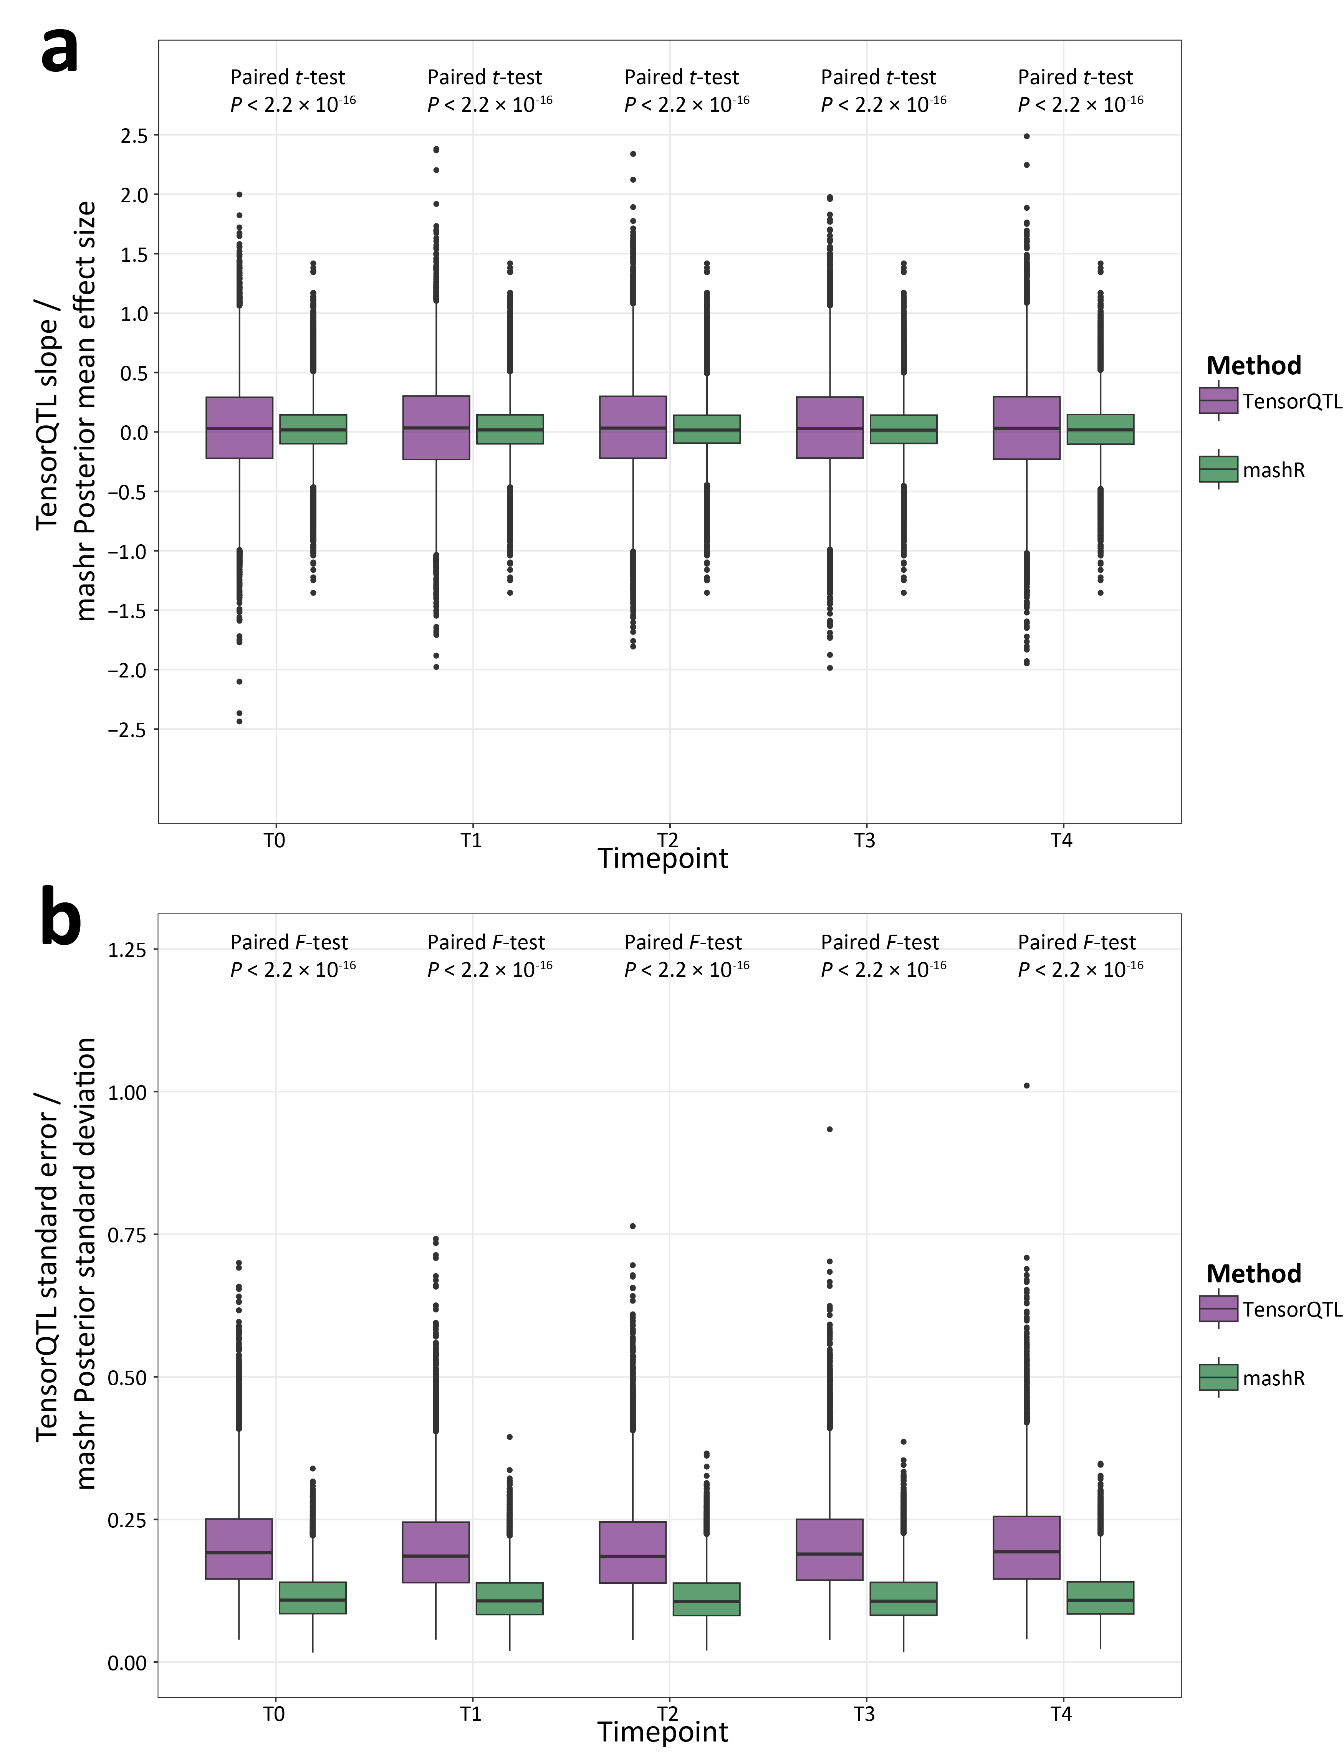 a
Paired t-test Paired t-test Paired t-test Paired t-test Paired t-test
P < 2.2 × 10-16 P < 2.2 × 10-16 P < 2.2 × 10-16 P < 2.2 × 10-16 P < 2.2 × 10-16
TensorQTL slope /
mashr Posterior mean effect size
2.5
2.0
1.5
1.0
0.5
0.0
−0.5
−1.0
−1.5
−2.0
−2.5
T0 T1 T2 T3 T4
Timepoint
Method
TensorQTL
mashR
b
Paired F-test Paired F-test Paired F-test Paired F-test Paired F-test
P < 2.2 × 10-16 P < 2.2 × 10-16 P < 2.2 × 10-16 P < 2.2 × 10-16 P < 2.2 × 10-16
TensorQTL standard error /
mashr Posterior standard deviation
1.25
1.00
0.75
0.50
0.25
0.00
T0 T1 T2 T3 T4
Timepoint
Method
TensorQTL
mashR